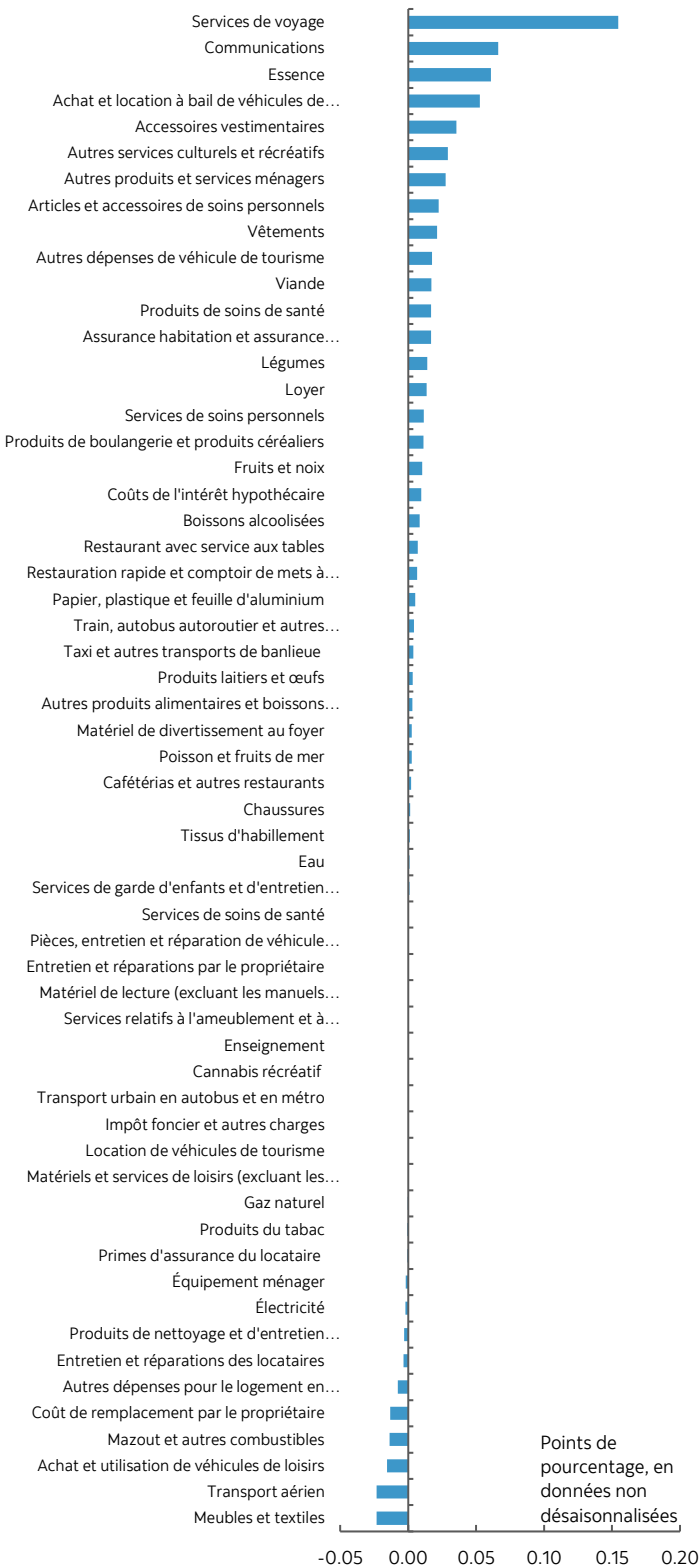 Services de voyage
Communications
Essence
Achat et location à bail de véhicules de…
Accessoires vestimentaires
Autres services culturels et récréatifs
Autres produits et services ménagers
Articles et accessoires de soins personnels
Vêtements
Autres dépenses de véhicule de tourisme
Viande
Produits de soins de santé
Assurance habitation et assurance…
Légumes
Loyer
Services de soins personnels
Produits de boulangerie et produits céréaliers
Fruits et noix
Coûts de l'intérêt hypothécaire
Boissons alcoolisées
Restaurant avec service aux tables
Restauration rapide et comptoir de mets à…
Papier, plastique et feuille d'aluminium
Train, autobus autoroutier et autres…
Taxi et autres transports de banlieue
Produits laitiers et œufs
Autres produits alimentaires et boissons…
Matériel de divertissement au foyer
Poisson et fruits de mer
Cafétérias et autres restaurants
Chaussures
Tissus d'habillement
Eau
Services de garde d'enfants et d'entretien…
Services de soins de santé
Pièces, entretien et réparation de véhicule…
Entretien et réparations par le propriétaire
Matériel de lecture (excluant les manuels…
Services relatifs à l'ameublement et à…
Enseignement
Cannabis récréatif
Transport urbain en autobus et en métro
Impôt foncier et autres charges
Location de véhicules de tourisme
Matériels et services de loisirs (excluant les…
Gaz naturel
Produits du tabac
Primes d'assurance du locataire
Équipement ménager
Électricité
Produits de nettoyage et d'entretien…
Entretien et réparations des locataires
Autres dépenses pour le logement en…
Coût de remplacement par le propriétaire
Mazout et autres combustibles
Achat et utilisation de véhicules de loisirs
Transport aérien
Meubles et textiles
Points de
pourcentage, en
données non
désaisonnalisées
-0.05 0.00 0.05 0.10 0.15 0.20